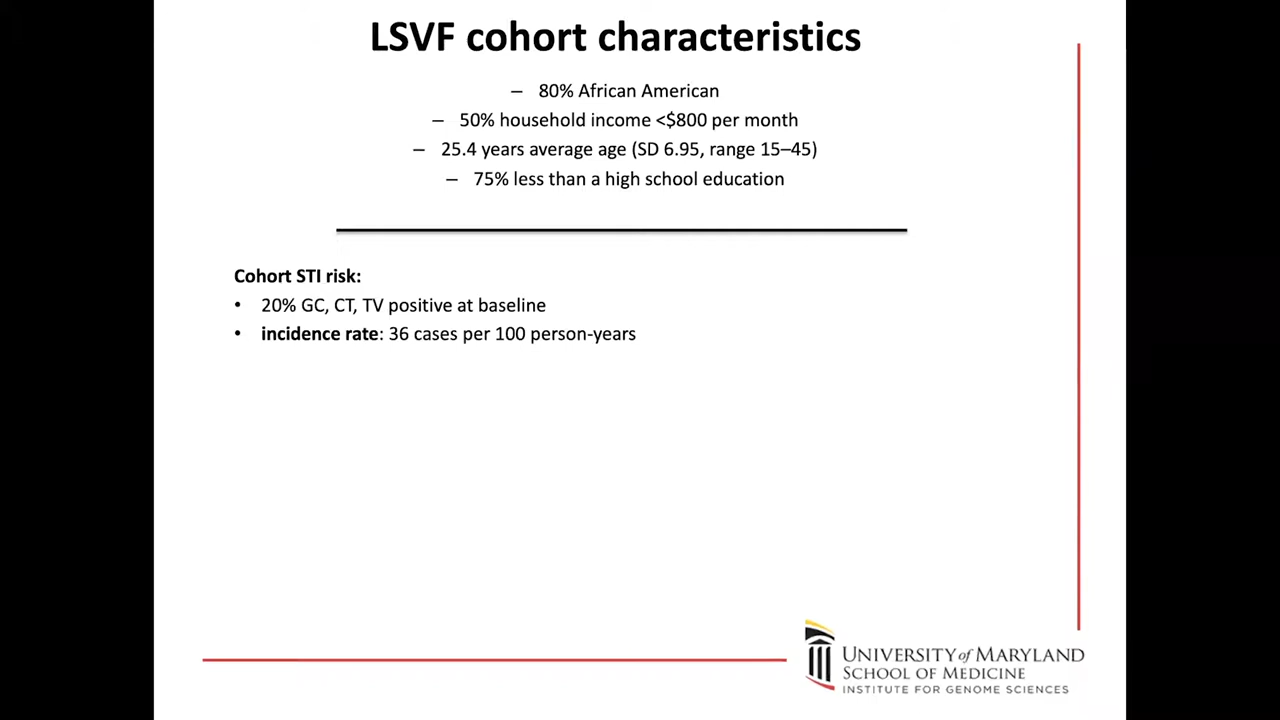 LSVF cohort characteristics
– 80% African American
– 50% household income <$800 per month
– 25.4 years average age (SD 6.95, range 15–45)
– 75% less than a high school education
Cohort STI risk:
• 20% GC, CT, TV positive at baseline
• incidence rate: 36 cases per 100 person-years
UNIVERSITY of MARYLAND
SCHOOL OF MEDICINE
INSTITUTE FOR GENOME SCIENCES